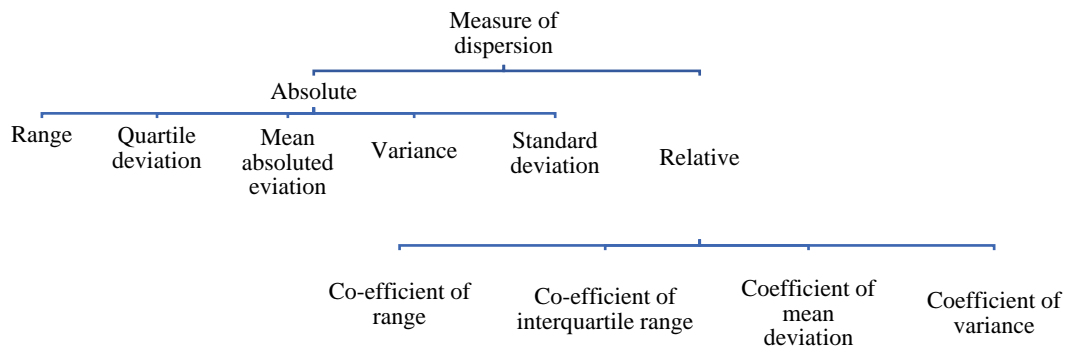 Measure of
dispersion
Absolute
Range
Quartile
deviation
Mean
absoluted
eviation
Variance
Standard
deviation
Relative
Co-efficient of
range
Co-efficient of
interquartile range
Coefficient of
mean
deviation
Coefficient of
variance